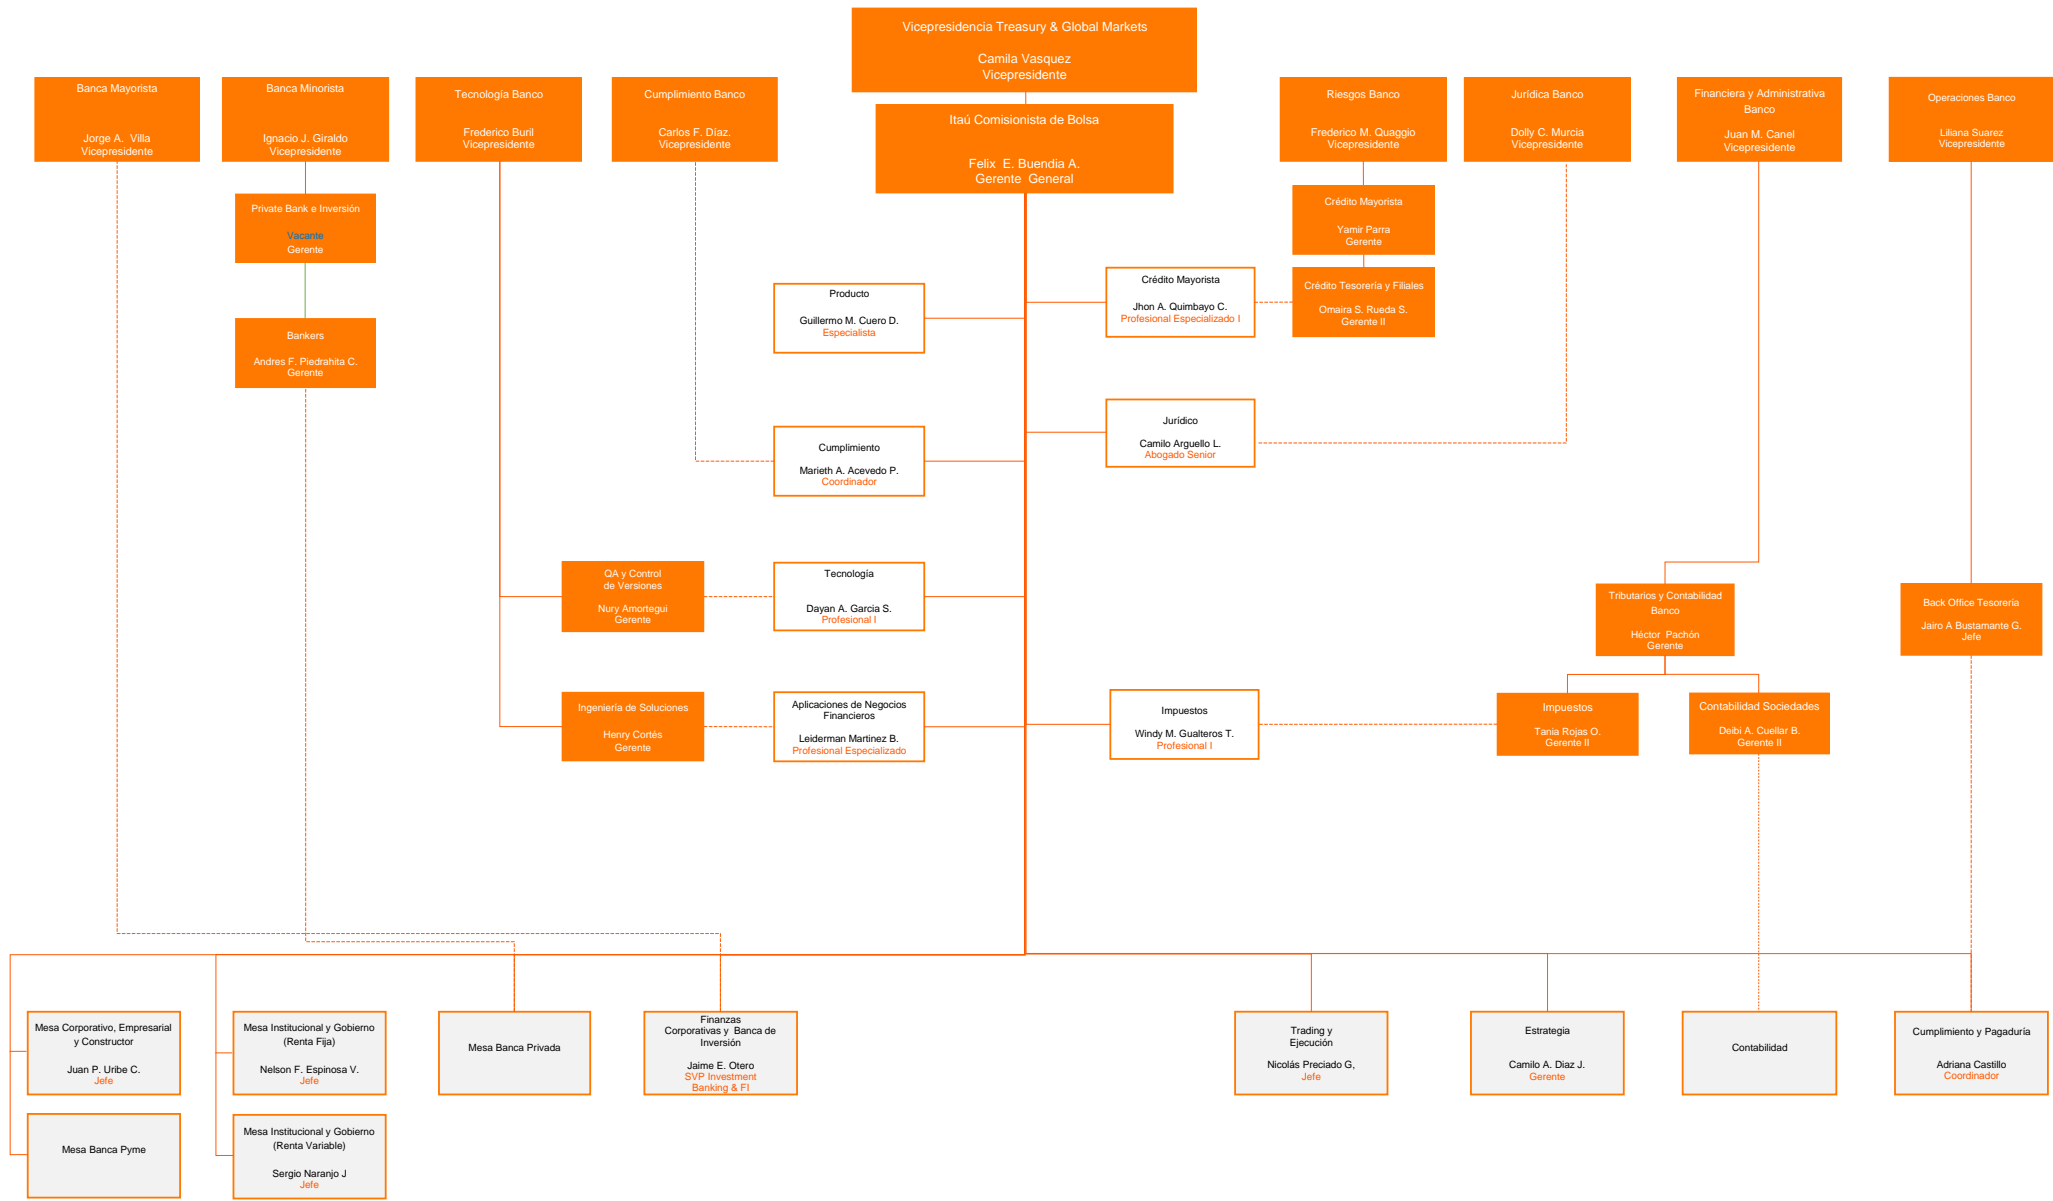 Vicepresidencia Treasury & Global Markets
Camila Vasquez
Vicepresidente
Banca Mayorista
Jorge A. Villa
Vicepresidente
Banca Minorista
Ignacio J. Giraldo
Vicepresidente
Tecnología Banco
Frederico Buril
Vicepresidente
Cumplimiento Banco
Carlos F. Díaz.
Vicepresidente
Itaú Comisionista de Bolsa
Felix E. Buendia A.
Gerente General
Riesgos Banco
Frederico M. Quaggio
Vicepresidente
Jurídica Banco
Dolly C. Murcia
Vicepresidente
Financiera y Administrativa
Banco
Juan M. Canel
Vicepresidente
Operaciones Banco
Liliana Suarez
Vicepresidente
Private Bank e Inversión
Vacante
Gerente
Crédito Mayorista
Yamir Parra
Gerente
Bankers
Andres F. Piedrahita C.
Gerente
Producto
Guillermo M. Cuero D.
Especialista
Crédito Mayorista
Jhon A. Quimbayo C.
Profesional Especializado I
Crédito Tesorería y Filiales
Omaira S. Rueda S.
Gerente II
Cumplimiento
Marieth A. Acevedo P.
Coordinador
Jurídico
Camilo Arguello L.
Abogado Senior
QA y Control
de Versiones
Nury Amortegui
Gerente
Tecnología
Dayan A. Garcia S.
Profesional I
Tributarios y Contabilidad
Banco
Héctor Pachón
Gerente
Back Office Tesorería
Jairo A Bustamante G.
Jefe
Ingeniería de Soluciones
Henry Cortés
Gerente
Aplicaciones de Negocios
Financieros
Leiderman Martinez B.
Profesional Especializado
Impuestos
Windy M. Gualteros T.
Profesional I
Impuestos
Tania Rojas O.
Gerente II
Contabilidad Sociedades
Deibi A. Cuellar B.
Gerente II
Mesa Corporativo, Empresarial
y Constructor
Juan P. Uribe C.
Jefe
Mesa Institucional y Gobierno
(Renta Fija)
Nelson F. Espinosa V.
Jefe
Mesa Banca Privada
Finanzas
Corporativas y Banca de
Inversión
Jaime E. Otero
SVP Investment
Banking & FI
Trading y
Ejecución
Nicolás Preciado G,
Jefe
Estrategia
Camilo A. Diaz J.
Gerente
Contabilidad
Cumplimiento y Pagaduría
Adriana Castillo
Coordinador
Mesa Banca Pyme
Mesa Institucional y Gobierno
(Renta Variable)
Sergio Naranjo J
Jefe